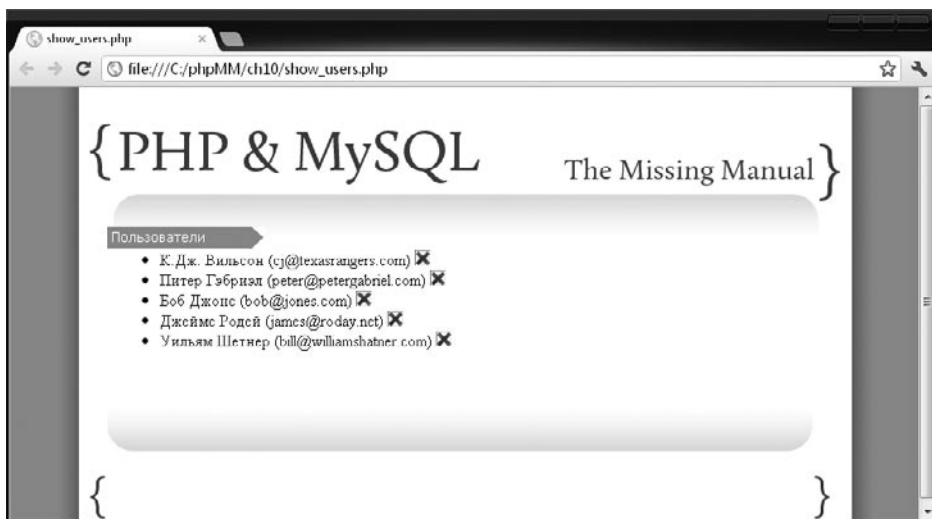 show_users.php
file:///C:/phpMM/ch10/show_users.php
{PHP & MySQL
The Missing Manual}
Пользователи
• К.Дж. Вильсон (cj@texasrangers.com)
• Питер Гэбриэл (peter@petergabriel.com)
• Боб Джонс (bob@jones.com)
• Джеймс Родей (james@roday.net)
• Уильям Шетнер (bill@williamshatner.com)
{ }